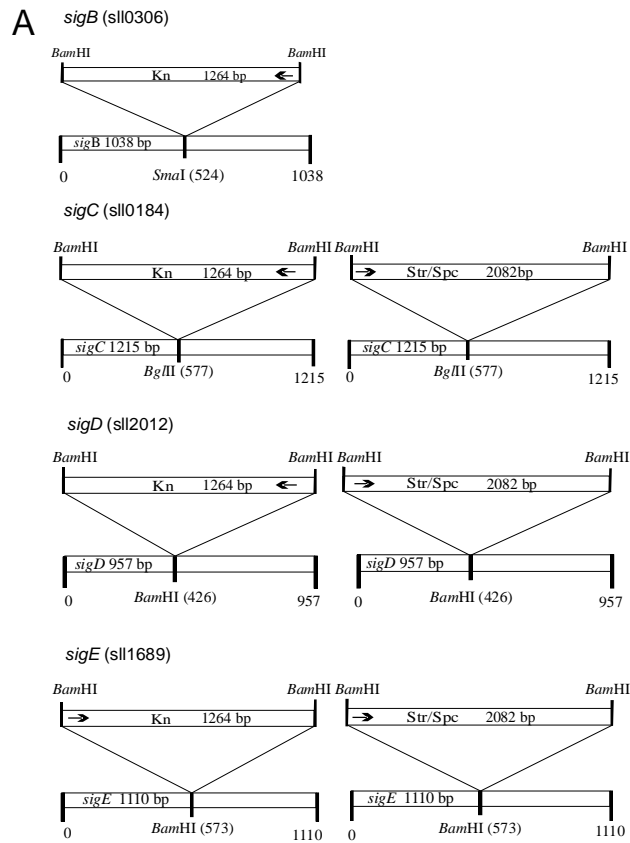 A
sigB (sll0306)
BamHI BamHI
Kn 1264 bp
sigB 1038 bp
0 SmaI (524) 1038
sigC (sll0184)
BamHI BamHI BamHI BamHI
Kn 1264 bp Str/Spc 2082bp
sigC 1215 bp sigC 1215 bp
0 BglII (577) 1215 0 BglII (577) 1215
sigD (sll2012)
BamHI BamHI BamHI BamHI
Kn 1264 bp Str/Spc 2082 bp
sigD 957 bp sigD 957 bp
0 BamHI (426) 957 0 BamHI (426) 957
sigE (sll1689)
BamHI BamHI BamHI BamHI
Kn 1264 bp Str/Spc 2082 bp
sigE 1110 bp sigE 1110 bp
0 BamHI (573) 1110 0 BamHI (573) 1110